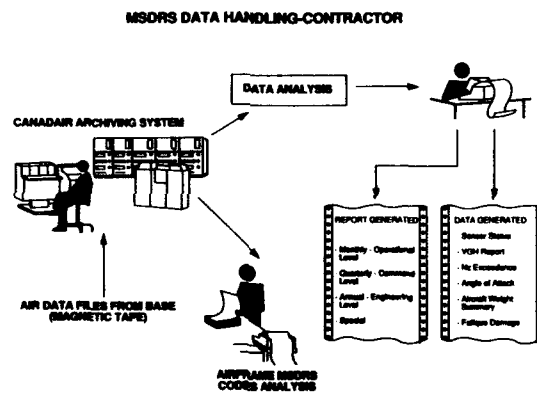 MSDRS DATA HANDLING-CONTRACTOR
DATA ANALYSIS
CANADAIR ARCHIVING SYSTEM
AIR DATA FILES FROM BASE
(MAGNETIC TAPE)
AIRFRAME MSDRS
CODES ANALYSIS
REPORT GENERATED
- Monthly - Operational
Level
- Quarterly - Command
Level
- Annual - Engineering
Level
- Special
DATA GENERATED
- Sensor Status
- VGH Report
- Nz Exceedence
- Angle of Attack
- Aircraft Weight
Summary
- Fatigue Damage